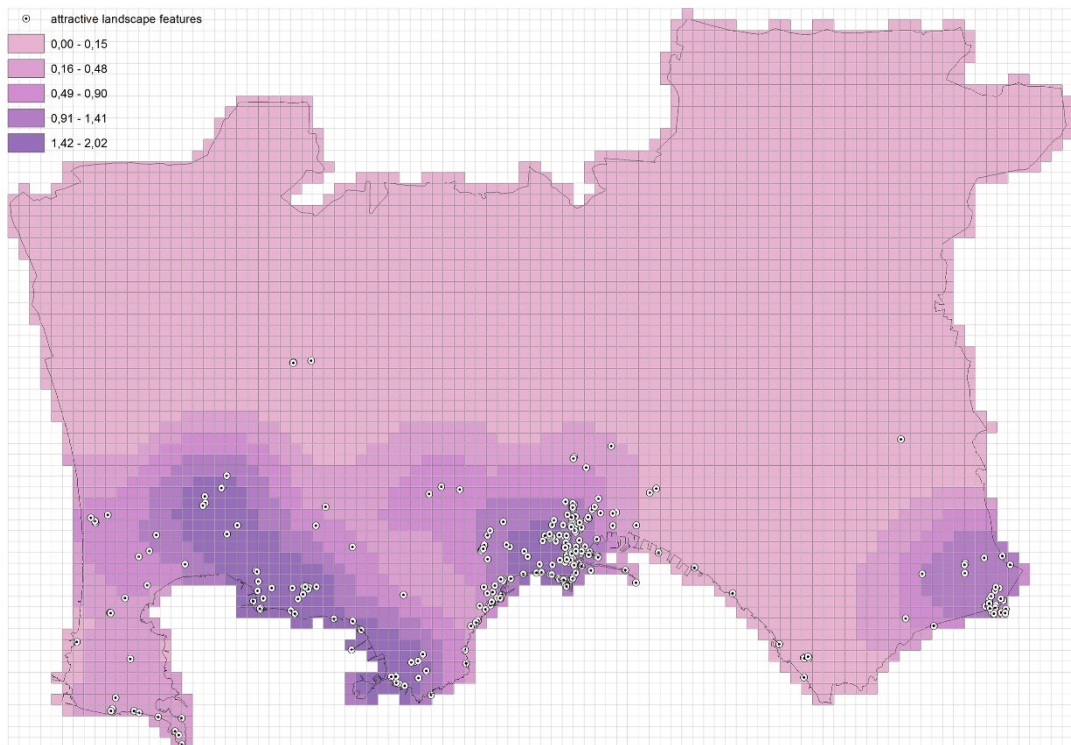 attractive landscape features
0,00 - 0,15
0,16 - 0,48
0,49 - 0,90
0,91 - 1,41
1,42 - 2,02